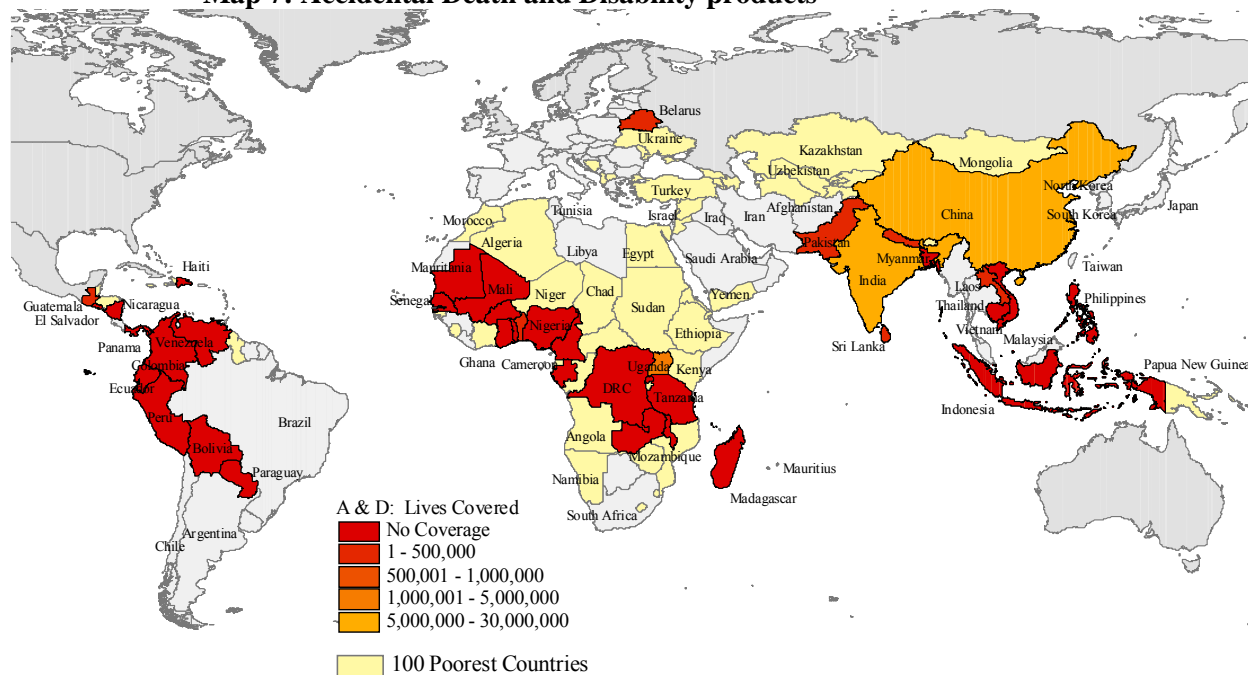 Map 7: Accidental Death and Disability products
Belarus
Ukraine
Kazakhstan
Mongolia
Uzbekistan
Turkey
North Korea
Tunisia
Israel
Iraq
Iran
Afghanistan
China
South Korea
Japan
Morocco
Algeria
Libya
Egypt
Saudi Arabia
Pakistan
Myanmar
India
Taiwan
Haiti
Mauritania
Mali
Niger
Chad
Sudan
Yemen
Laos
Guatemala
Nicaragua
Senegal
Nigeria
Ethiopia
Thailand
Philippines
El Salvador
Panama
Venezuela
Ghana
Cameroon
Uganda
Kenya
Sri Lanka
Vietnam
Malaysia
Colombia
Papua New Guinea
Ecuador
DRC
Tanzania
Indonesia
Peru
Brazil
Angola
Bolivia
Mozambique
Mauritius
Paraguay
Namibia
Madagascar
South Africa
Argentina
Chile
A & D: Lives Covered
No Coverage
1 - 500,000
500,001 - 1,000,000
1,000,001 - 5,000,000
5,000,000 - 30,000,000
100 Poorest Countries